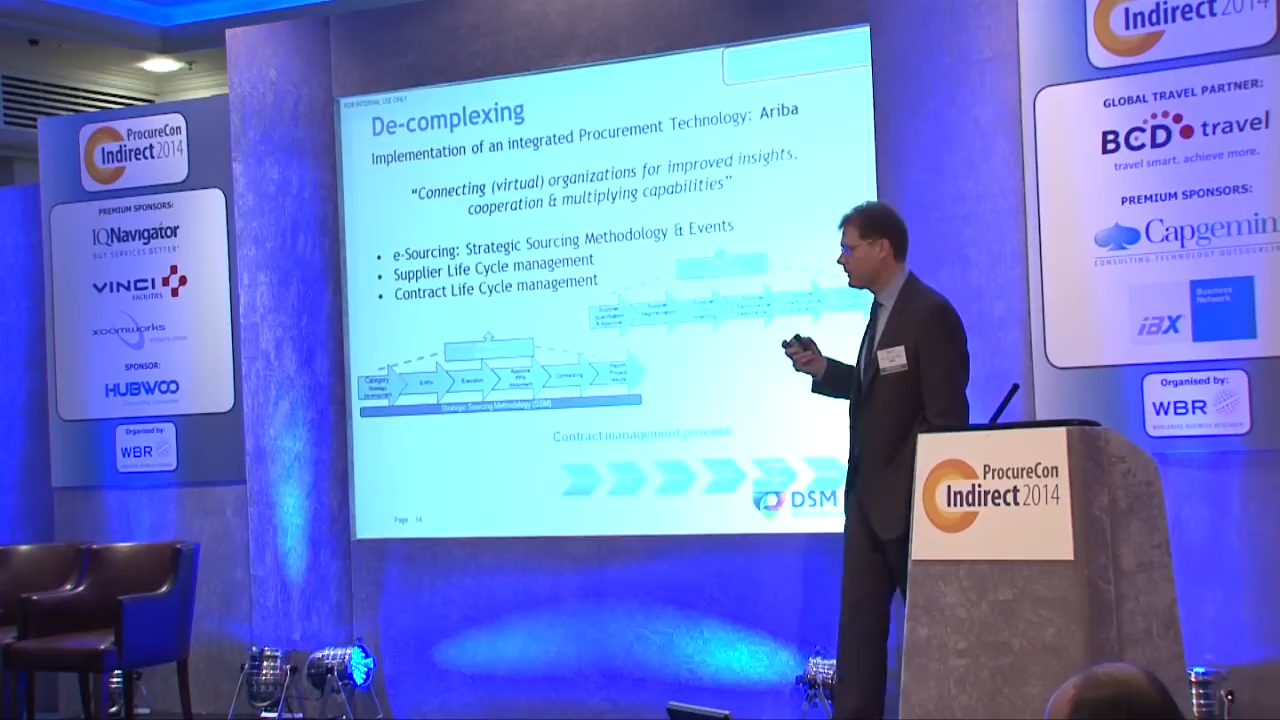 ProcureCon
Indirect 2014
PREMIUM SPONSORS:
IQNavigator
BUY SERVICES BETTER
VINCI
FACILITIES
xoomworks
SPONSOR:
HUBWOO
Organised by:
WBR
FOR INTERNAL USE ONLY
De-complexing
Implementation of an integrated Procurement Technology: Ariba
“Connecting (virtual) organizations for improved insights,
cooperation & multiplying capabilities”
• e-Sourcing: Strategic Sourcing Methodology & Events
• Supplier Life Cycle management
• Contract Life Cycle management
Category
Strategy
development
Execution
Contracting
Strategic Sourcing Methodology (SSM)
Contract management process
Page 14
DSM
Indirect 2014
GLOBAL TRAVEL PARTNER:
BCD travel
travel smart. achieve more.
PREMIUM SPONSORS:
Capgemin
CONSULTING.TECHNOLOGY.OUTSOURCING
iBX
Business
Network
Organised by:
WBR
WORLDWIDE BUSINESS RESEARCH
ProcureCon
Indirect 2014